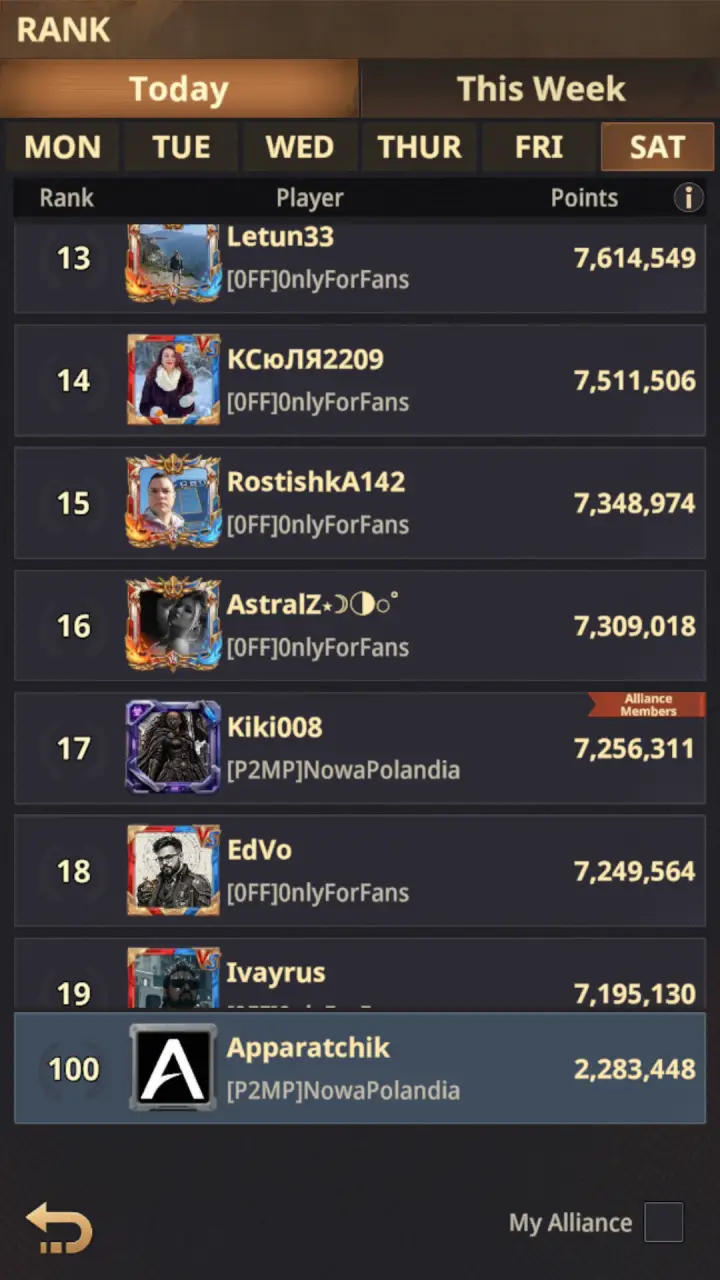 RANK
Today
This Week
MON
TUE
WED
THUR
FRI
SAT
Rank
Player
Points
13
Letun33
[0FF]0nlyForFans
7,614,549
14
КСюЛЯ2209
[0FF]0nlyForFans
7,511,506
15
RostishkA142
[0FF]0nlyForFans
7,348,974
16
AstralZ⋆☽◑○°
[0FF]0nlyForFans
7,309,018
Alliance
Members
17
Kiki008
[P2MP]NowaPolandia
7,256,311
18
EdVo
[0FF]0nlyForFans
7,249,564
19
Ivayrus
7,195,130
100
Apparatchik
[P2MP]NowaPolandia
2,283,448
My Alliance